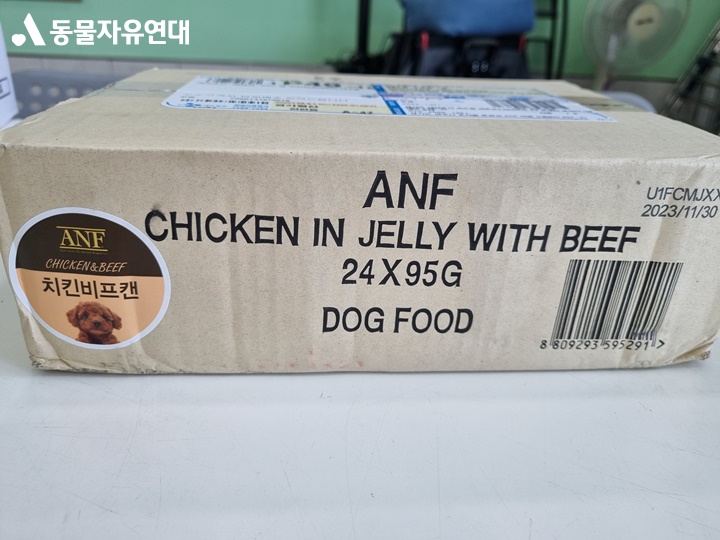 동물자유연대
ANF
CHICKEN IN JELLY WITH BEEF
24X95G
DOG FOOD
U1FCMJXX
2023/11/30
8 809293 595291 >
ANF
CHICKEN&BEEF
치킨비프캔